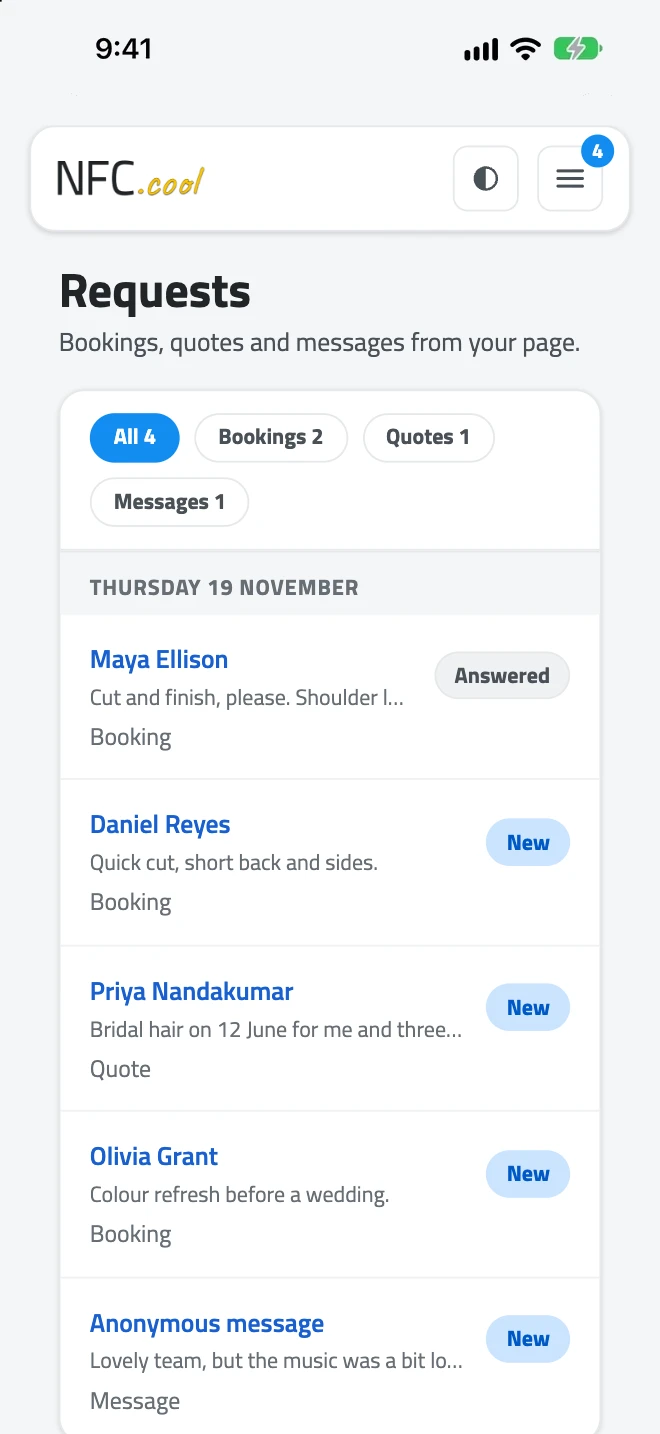 9:41
NFC.cool
4
Requests
Bookings, quotes and messages from your page.
All 4
Bookings 2
Quotes 1
Messages 1
THURSDAY 19 NOVEMBER
Maya Ellison
Answered
Cut and finish, please. Shoulder l...
Booking
Daniel Reyes
New
Quick cut, short back and sides.
Booking
Priya Nandakumar
New
Bridal hair on 12 June for me and three...
Quote
Olivia Grant
New
Colour refresh before a wedding.
Booking
Anonymous message
New
Lovely team, but the music was a bit lo...
Message